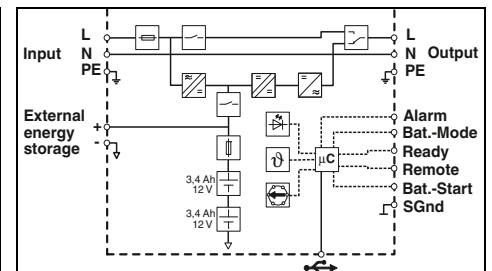 L
Input N
PE
L
N Output
PE
External
energy
storage
+
-
3,4 Ah
12 V
3,4 Ah
12 V
ϑ
µC
Alarm
Bat.-Mode
Ready
Remote
Bat.-Start
SGnd